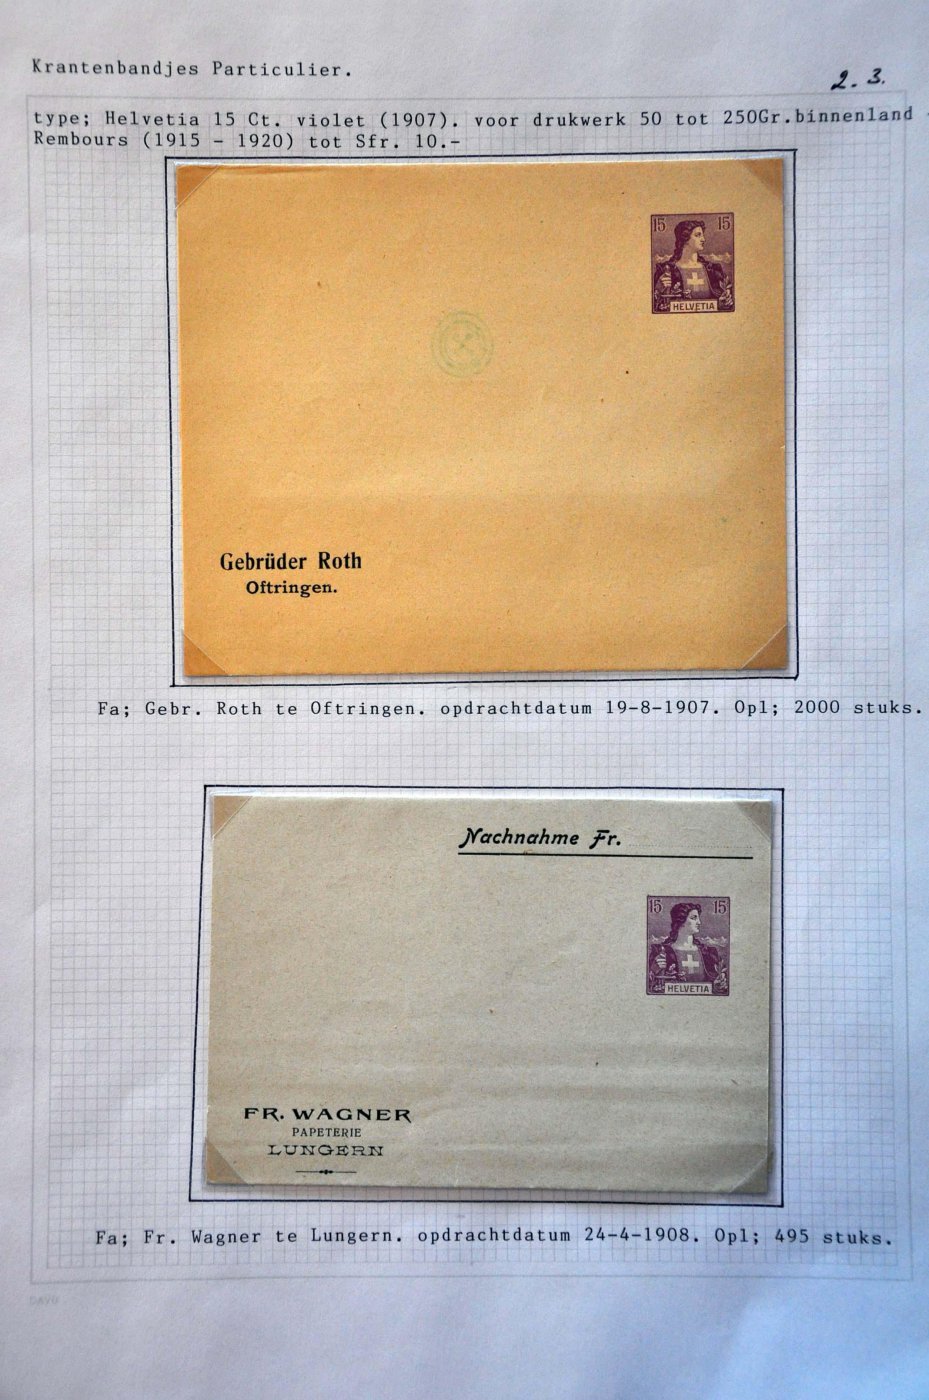 Krantenbandjes Particulier.
2. 3.
type; Helvetia 15 Ct. violet (1907). voor drukwerk 50 tot 250Gr.binnenland
Rembours (1915 - 1920) tot Sfr. 10.-
15 15
HELVETIA
Gebrüder Roth
Oftringen.
Fa; Gebr. Roth te Oftringen. opdrachtdatum 19-8-1907. Opl; 2000 stuks.
Nachnahme Fr.
15 15
HELVETIA
FR. WAGNER
PAPETERIE
LUNGERN
Fa; Fr. Wagner te Lungern. opdrachtdatum 24-4-1908. Opl; 495 stuks.
DAVO